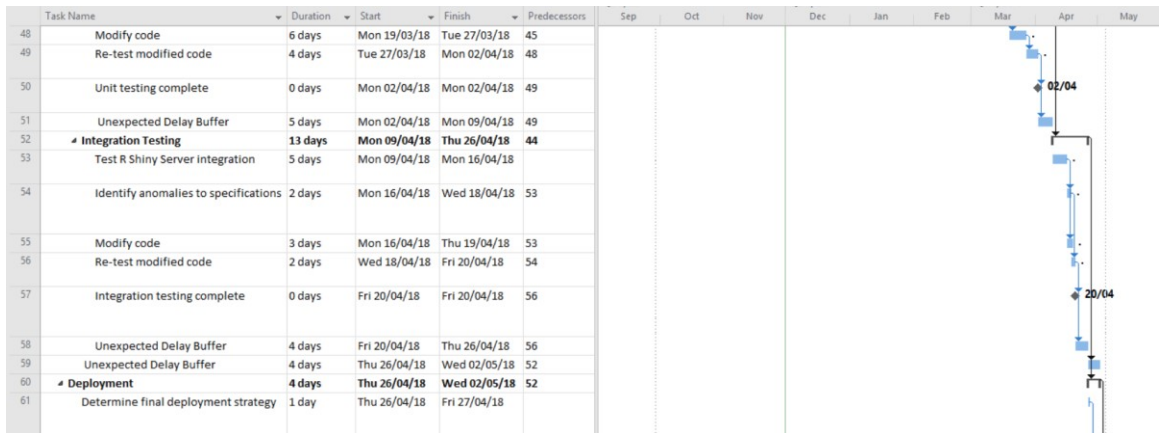 Task Name Duration Start Finish Predecessors Sep Oct Nov Dec Jan Feb Mar Apr May
48 Modify code 6 days Mon 19/03/18 Tue 27/03/18 45
49 Re-test modified code 4 days Tue 27/03/18 Mon 02/04/18 48
50 Unit testing complete 0 days Mon 02/04/18 Mon 02/04/18 49 02/04
51 Unexpected Delay Buffer 5 days Mon 02/04/18 Mon 09/04/18 49
52 Integration Testing 13 days Mon 09/04/18 Thu 26/04/18 44
53 Test R Shiny Server integration 5 days Mon 09/04/18 Mon 16/04/18
54 Identify anomalies to specifications 2 days Mon 16/04/18 Wed 18/04/18 53
55 Modify code 3 days Mon 16/04/18 Thu 19/04/18 53
56 Re-test modified code 2 days Wed 18/04/18 Fri 20/04/18 54
57 Integration testing complete 0 days Fri 20/04/18 Fri 20/04/18 56 20/04
58 Unexpected Delay Buffer 4 days Fri 20/04/18 Thu 26/04/18 56
59 Unexpected Delay Buffer 4 days Thu 26/04/18 Wed 02/05/18 52
60 Deployment 4 days Thu 26/04/18 Wed 02/05/18 52
61 Determine final deployment strategy 1 day Thu 26/04/18 Fri 27/04/18